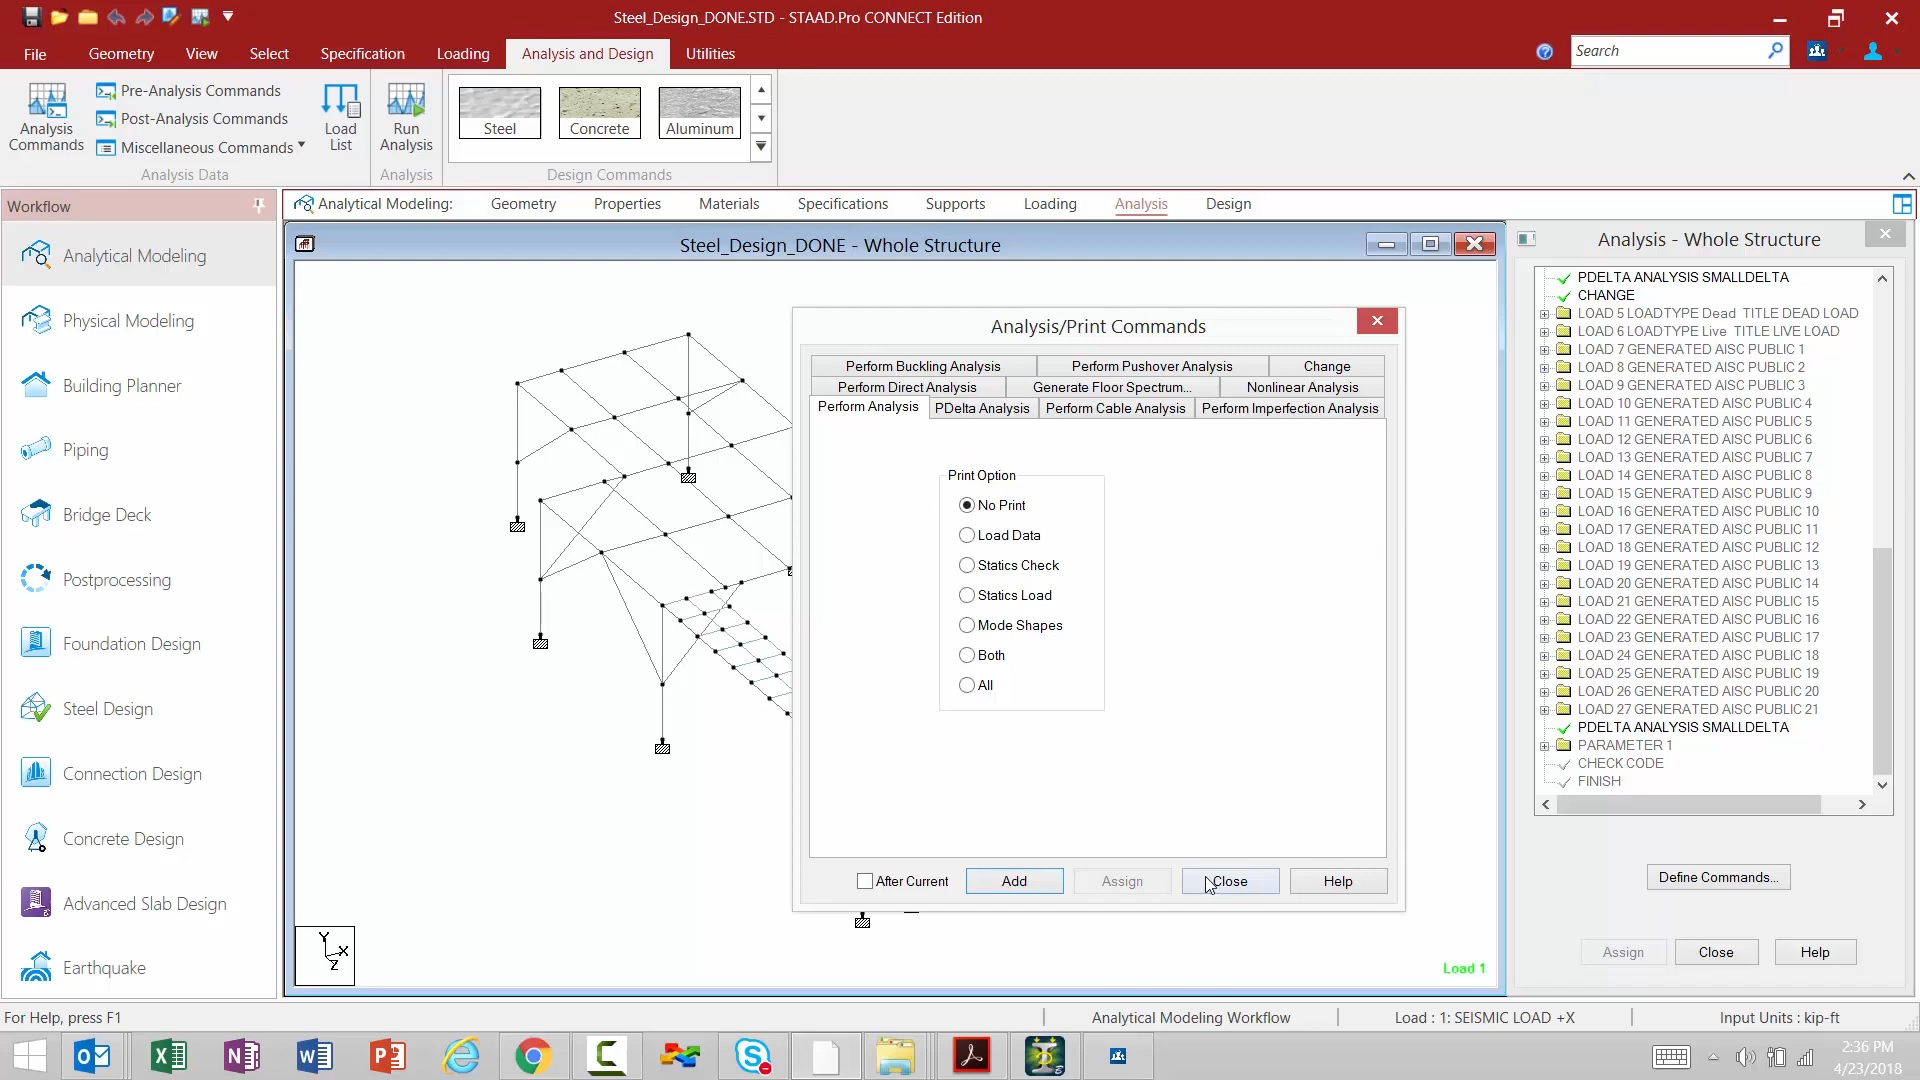 Steel_Design_DONE.STD - STAAD.Pro CONNECT Edition
File
Geometry
View
Select
Specification
Loading
Analysis and Design
Utilities
Search
Analysis
Commands
Pre-Analysis Commands
Post-Analysis Commands
Miscellaneous Commands
Load
List
Run
Analysis
Steel
Concrete
Aluminum
Analysis Data
Analysis
Design Commands
Workflow
Analytical Modeling:
Geometry
Properties
Materials
Specifications
Supports
Loading
Analysis
Design
Analytical Modeling
Physical Modeling
Building Planner
Piping
Bridge Deck
Postprocessing
Foundation Design
Steel Design
Connection Design
Concrete Design
Advanced Slab Design
Earthquake
Steel_Design_DONE - Whole Structure
Y
X
Z
Load 1
Analysis/Print Commands
Perform Buckling Analysis
Perform Pushover Analysis
Change
Perform Direct Analysis
Generate Floor Spectrum...
Nonlinear Analysis
Perform Analysis
PDelta Analysis
Perform Cable Analysis
Perform Imperfection Analysis
Print Option
No Print
Load Data
Statics Check
Statics Load
Mode Shapes
Both
All
After Current
Add
Assign
Close
Help
Analysis - Whole Structure
PDELTA ANALYSIS SMALLDELTA
CHANGE
LOAD 5 LOADTYPE Dead  TITLE DEAD LOAD
LOAD 6 LOADTYPE Live  TITLE LIVE LOAD
LOAD 7 GENERATED AISC PUBLIC 1
LOAD 8 GENERATED AISC PUBLIC 2
LOAD 9 GENERATED AISC PUBLIC 3
LOAD 10 GENERATED AISC PUBLIC 4
LOAD 11 GENERATED AISC PUBLIC 5
LOAD 12 GENERATED AISC PUBLIC 6
LOAD 13 GENERATED AISC PUBLIC 7
LOAD 14 GENERATED AISC PUBLIC 8
LOAD 15 GENERATED AISC PUBLIC 9
LOAD 16 GENERATED AISC PUBLIC 10
LOAD 17 GENERATED AISC PUBLIC 11
LOAD 18 GENERATED AISC PUBLIC 12
LOAD 19 GENERATED AISC PUBLIC 13
LOAD 20 GENERATED AISC PUBLIC 14
LOAD 21 GENERATED AISC PUBLIC 15
LOAD 22 GENERATED AISC PUBLIC 16
LOAD 23 GENERATED AISC PUBLIC 17
LOAD 24 GENERATED AISC PUBLIC 18
LOAD 25 GENERATED AISC PUBLIC 19
LOAD 26 GENERATED AISC PUBLIC 20
LOAD 27 GENERATED AISC PUBLIC 21
PDELTA ANALYSIS SMALLDELTA
PARAMETER 1
CHECK CODE
FINISH
Define Commands...
Assign
Close
Help
For Help, press F1
Analytical Modeling Workflow
Load : 1: SEISMIC LOAD +X
Input Units : kip-ft
2:36 PM
4/23/2018